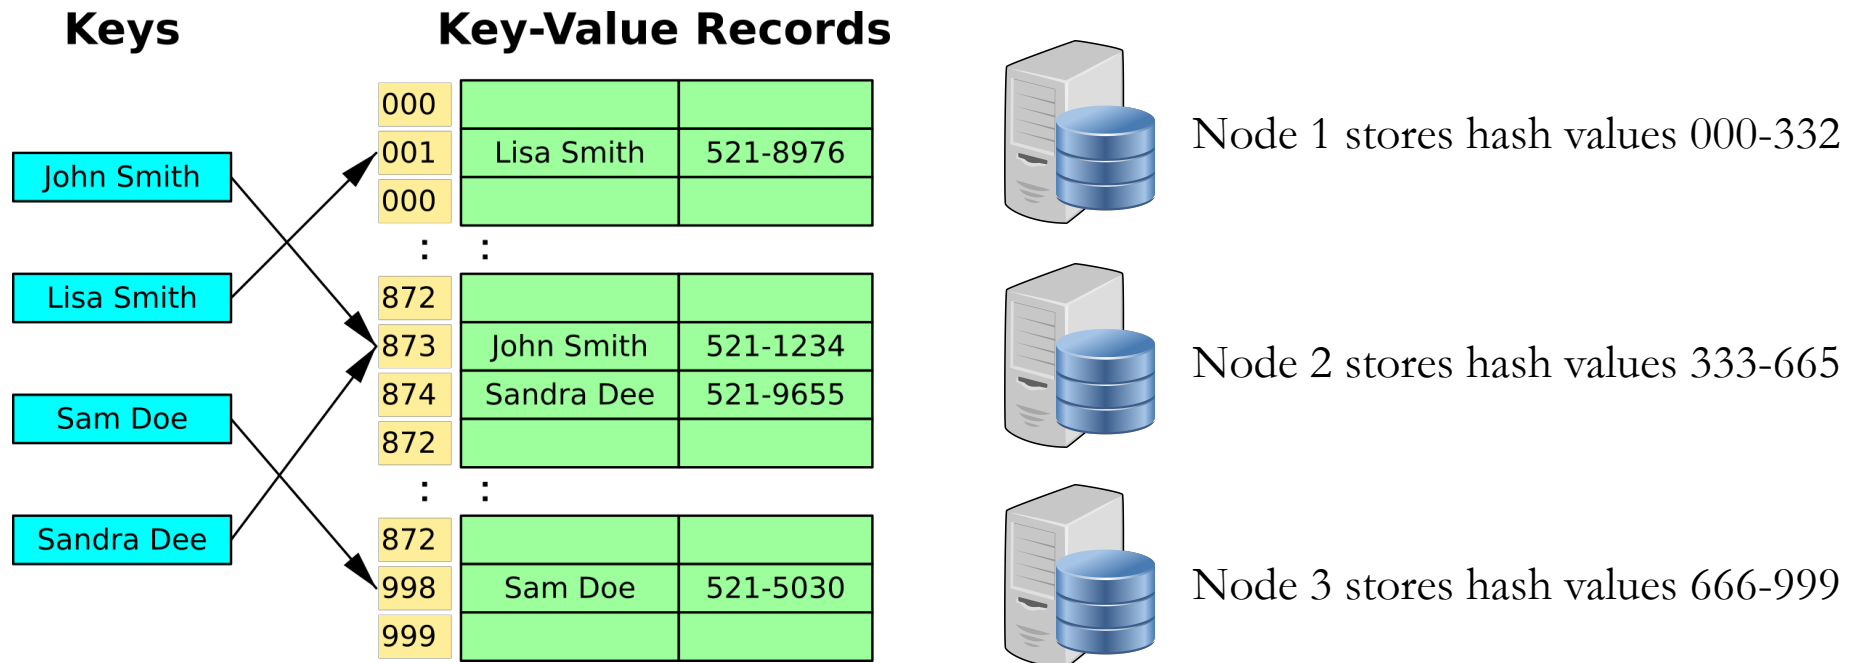 Keys
Key-Value Records
John Smith
Lisa Smith
Sam Doe
Sandra Dee
000
001 Lisa Smith 521-8976
000
: :
872
873 John Smith 521-1234
874 Sandra Dee 521-9655
872
: :
872
998 Sam Doe 521-5030
999
Node 1 stores hash values 000-332
Node 2 stores hash values 333-665
Node 3 stores hash values 666-999